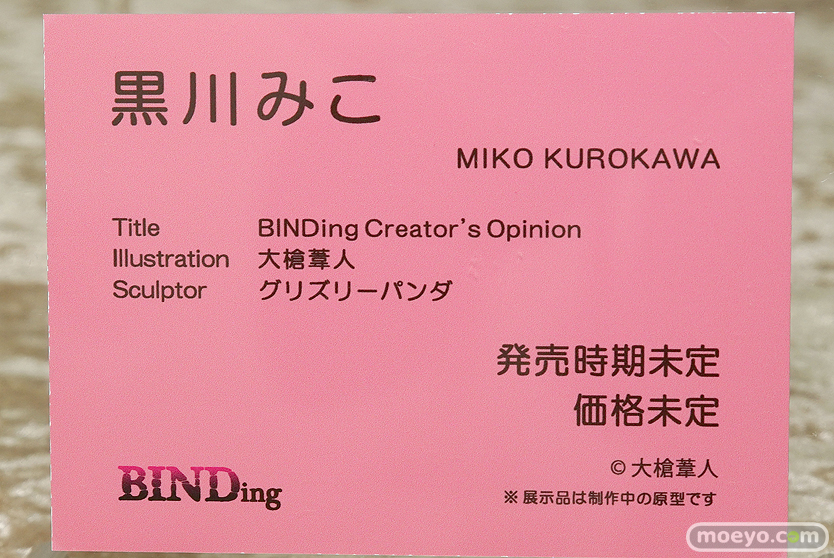 黒川みこ
MIKO KUROKAWA
Title BINDing Creator's Opinion
Illustration 大槍葦人
Sculptor グリズリーパンダ
発売時期未定
価格未定
© 大槍葦人
BINDing
※展示品は制作中の原型です
moeyo.com